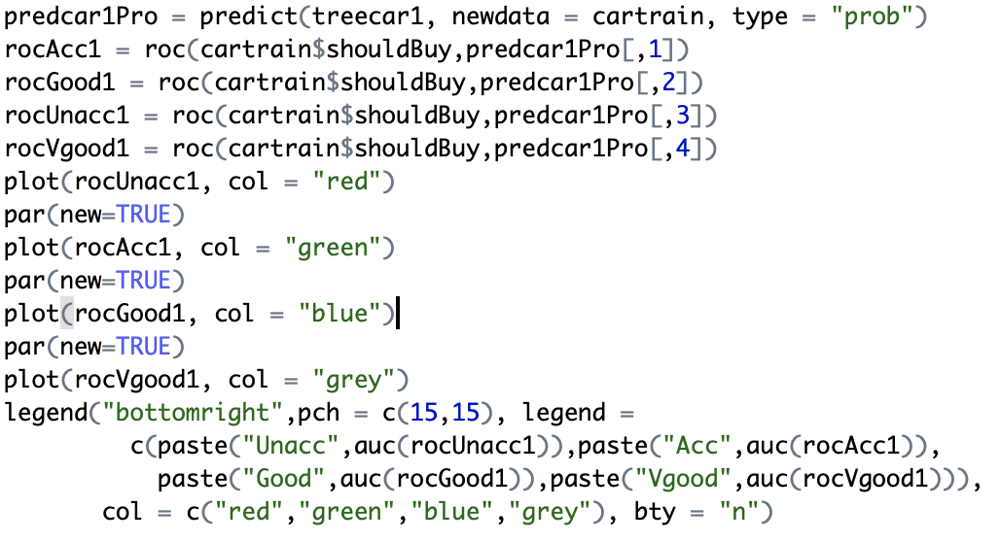 predcar1Pro = predict(treecar1, newdata = cartrain, type = "prob")
rocAcc1 = roc(cartrain$shouldBuy,predcar1Pro[,1])
rocGood1 = roc(cartrain$shouldBuy,predcar1Pro[,2])
rocUnacc1 = roc(cartrain$shouldBuy,predcar1Pro[,3])
rocVgood1 = roc(cartrain$shouldBuy,predcar1Pro[,4])
plot(rocUnacc1, col = "red")
par(new=TRUE)
plot(rocAcc1, col = "green")
par(new=TRUE)
plot(rocGood1, col = "blue")
par(new=TRUE)
plot(rocVgood1, col = "grey")
legend("bottomright",pch = c(15,15), legend =
         c(paste("Unacc",auc(rocUnacc1)),paste("Acc",auc(rocAcc1)),
           paste("Good",auc(rocGood1)),paste("Vgood",auc(rocVgood1))),
       col = c("red","green","blue","grey"), bty = "n")